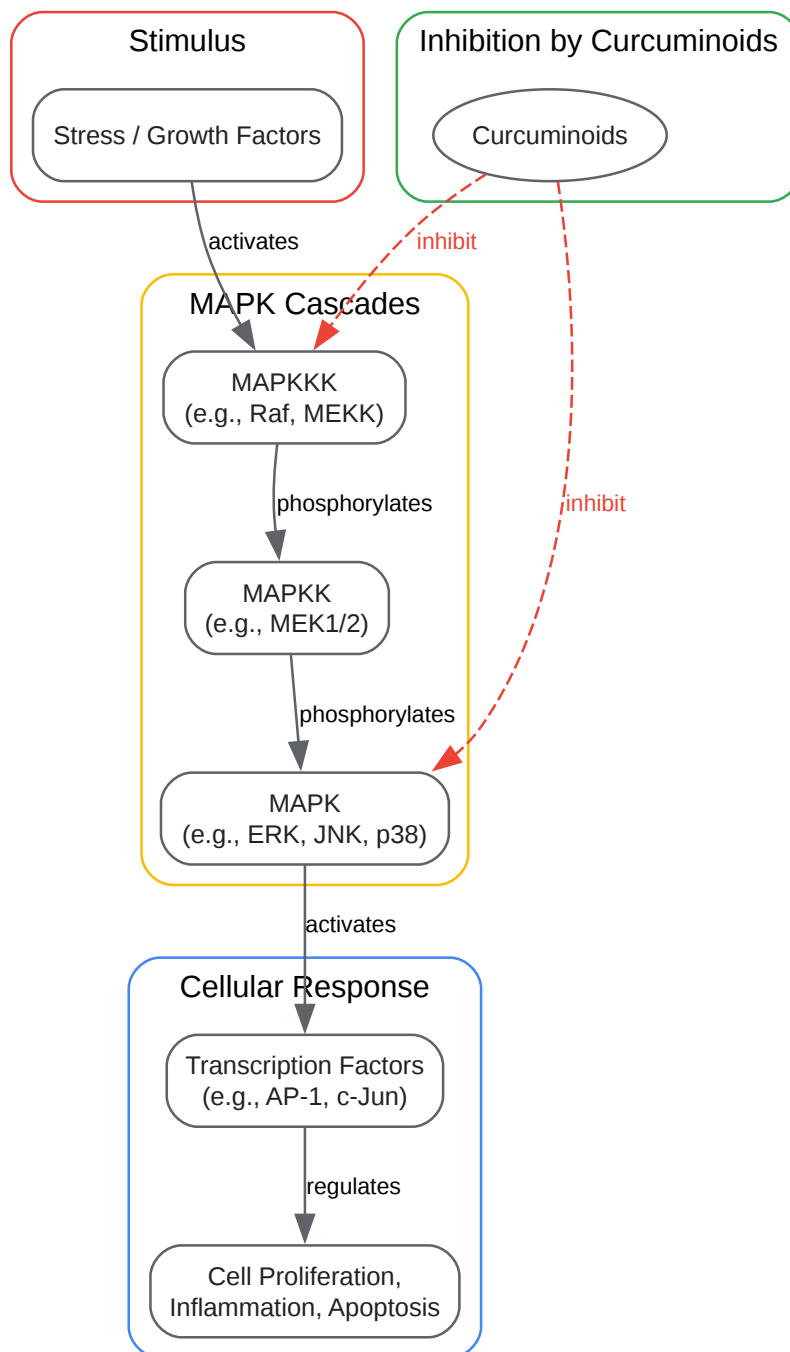 Stimulus
Inhibition by Curcuminoids
Stress / Growth Factors
Curcuminoids
activates
inhibit
MAPK Cascades
MAPKKK
(e.g., Raf, MEKK)
phosphorylates
inhibit
MAPKK
(e.g., MEK1/2)
phosphorylates
MAPK
(e.g., ERK, JNK, p38)
activates
Cellular Response
Transcription Factors
(e.g., AP-1, c-Jun)
regulates
Cell Proliferation,
Inflammation, Apoptosis